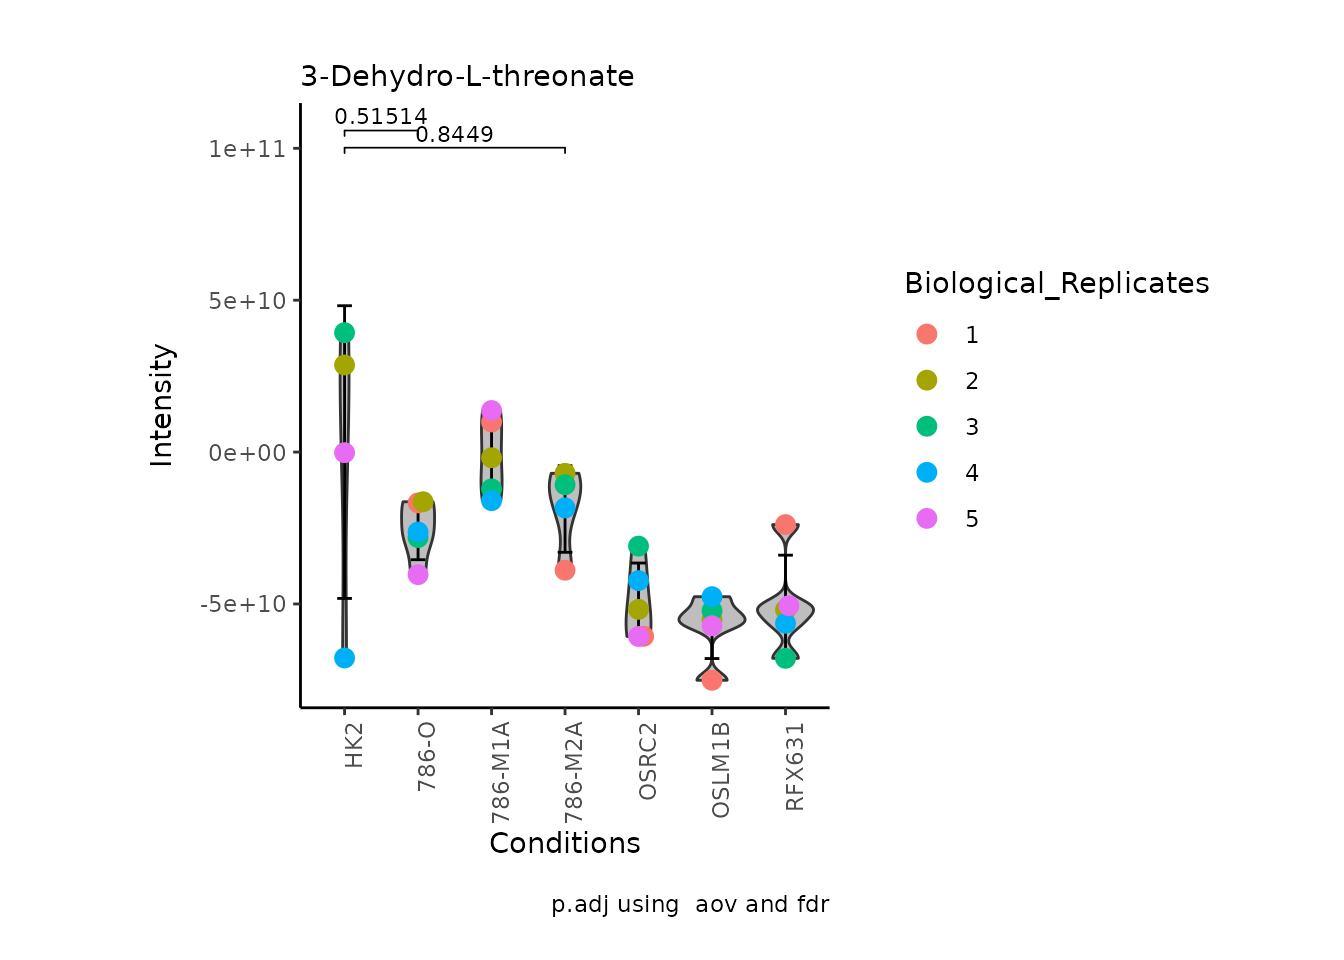 3-Dehydro-L-threonate
0.51514
0.8449
1e+11
5e+10
0e+00
-5e+10
Intensity
HK2
786-O
786-M1A
786-M2A
OSRC2
OSLM1B
RFX631
Conditions
Biological_Replicates
1
2
3
4
5
p.adj using  aov and fdr